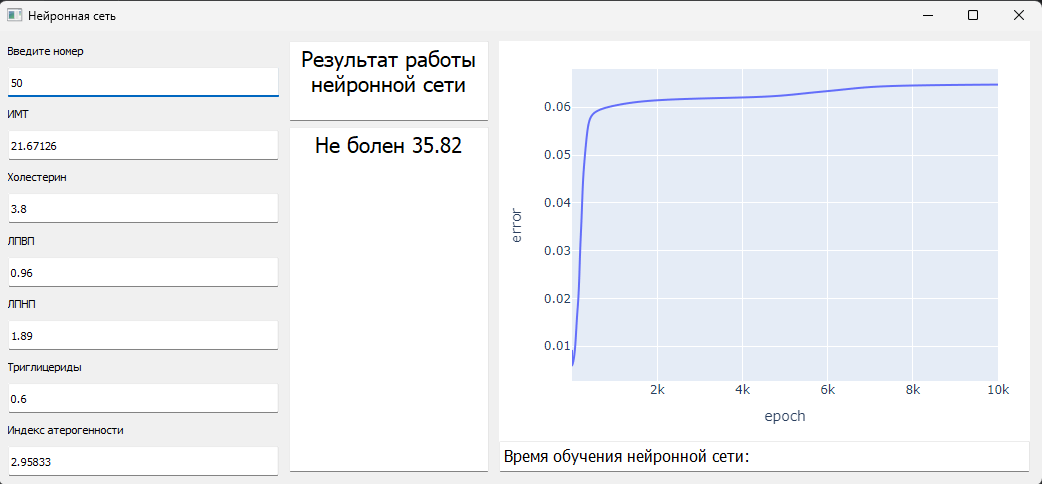 Нейронная сеть
Введите номер
50
ИМТ
21.67126
Холестерин
3.8
ЛПВП
0.96
ЛПНП
1.89
Триглицериды
0.6
Индекс атерогенности
2.95833
Результат работы
нейронной сети
Не болен 35.82
error
0.06
0.05
0.04
0.03
0.02
0.01
2k 4k 6k 8k 10k
epoch
Время обучения нейронной сети: